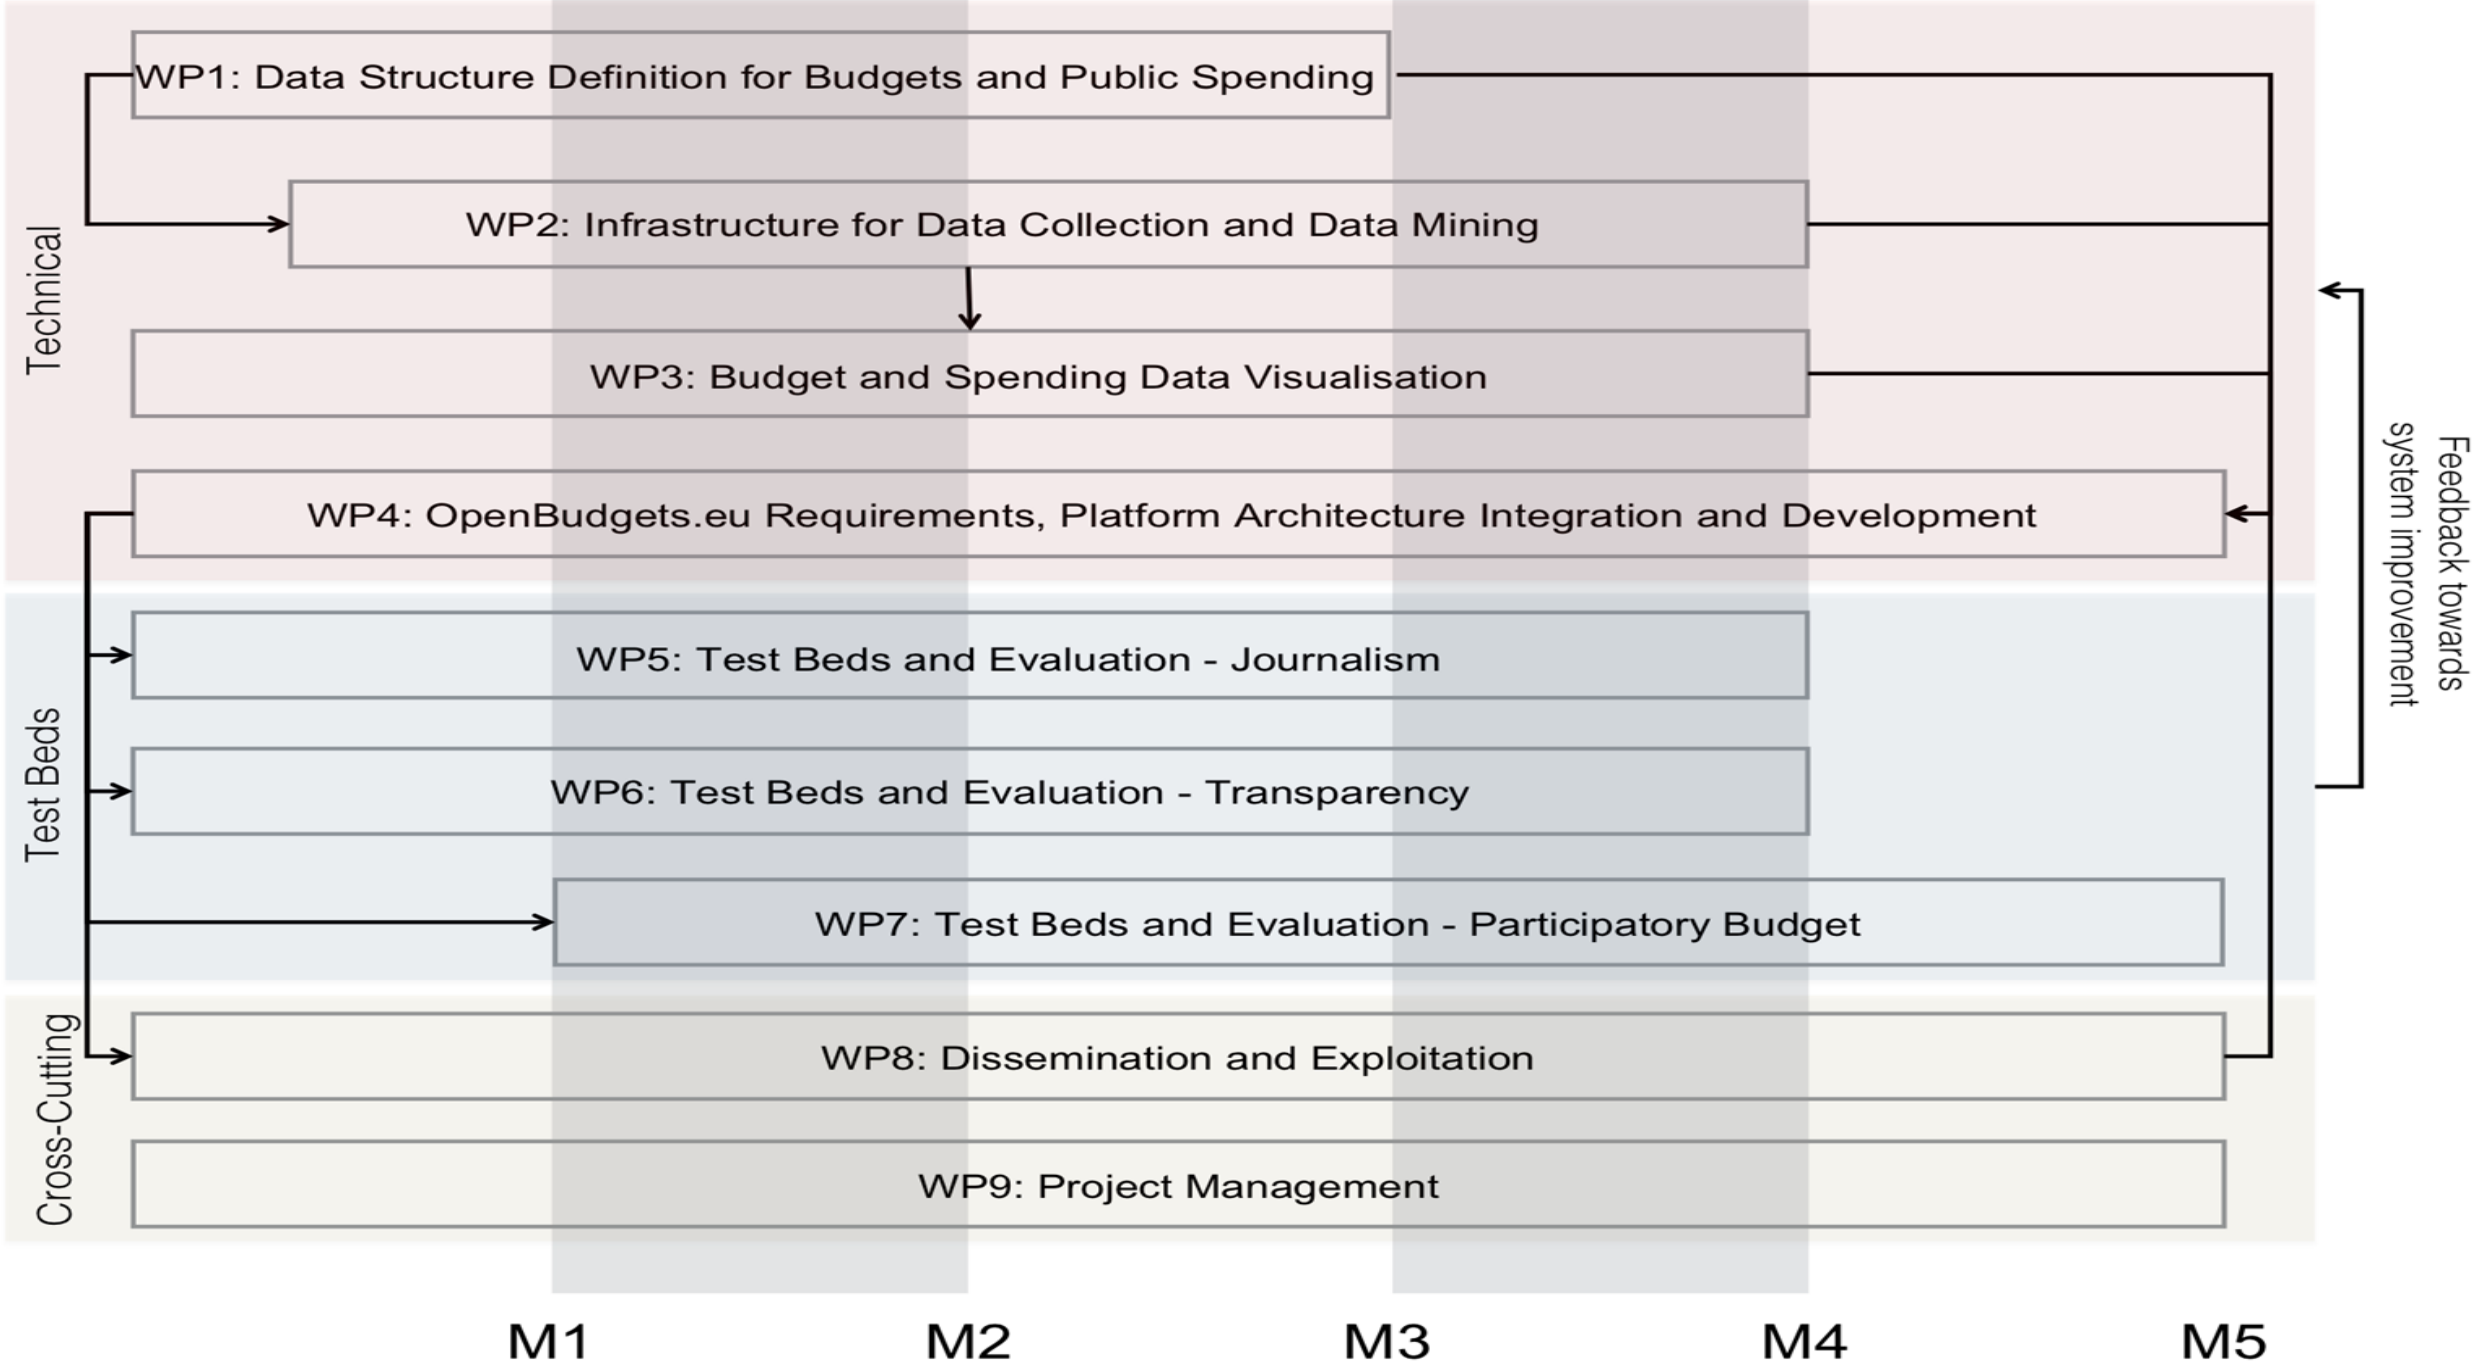 Technical
WP1: Data Structure Definition for Budgets and Public Spending
WP2: Infrastructure for Data Collection and Data Mining
WP3: Budget and Spending Data Visualisation
WP4: OpenBudgets.eu Requirements, Platform Architecture Integration and Development
Test Beds
WP5: Test Beds and Evaluation - Journalism
WP6: Test Beds and Evaluation - Transparency
WP7: Test Beds and Evaluation - Participatory Budget
Cross-Cutting
WP8: Dissemination and Exploitation
WP9: Project Management
Feedback towards
system improvement
M1 M2 M3 M4 M5